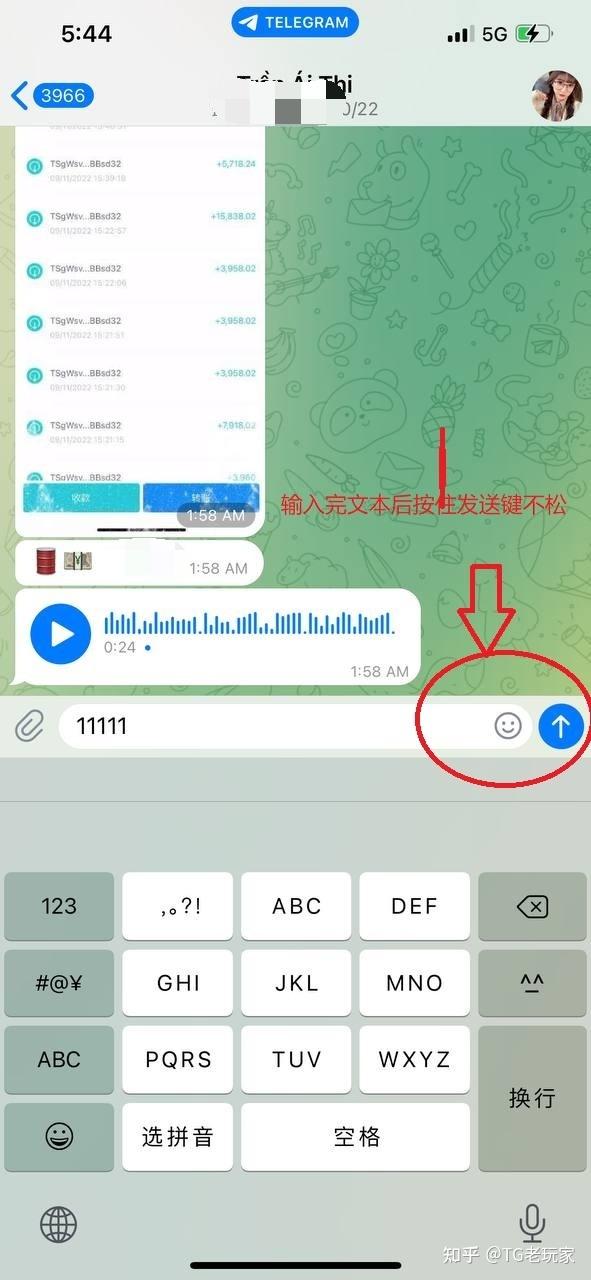 5:44
TELEGRAM
5G
3966
Trần Ái Thi
0/22
TSgWsv...BBsd32 +5,718.24
09/11/2022 15:39:18
TSgWsv...BBsd32 +15,838.02
09/11/2022 15:22:57
TSgWsv...BBsd32 +3,958.02
09/11/2022 15:22:06
TSgWsv...BBsd32 +3,958.02
09/11/2022 15:21:51
TSgWsv...BBsd32 +3,958.02
09/11/2022 15:21:30
TSgWsv...BBsd32 +7,918.02
09/11/2022 15:21:15
TSgWsv...BBsd32 +3,960
收款 转账
1:58 AM
输入完文本后按住发送键不松
1:58 AM
0:24
1:58 AM
11111
123 ,。?! ABC DEF
#@¥ GHI JKL MNO ^^
ABC PQRS TUV WXYZ
换行
选拼音 空格
知乎 @TG老玩家